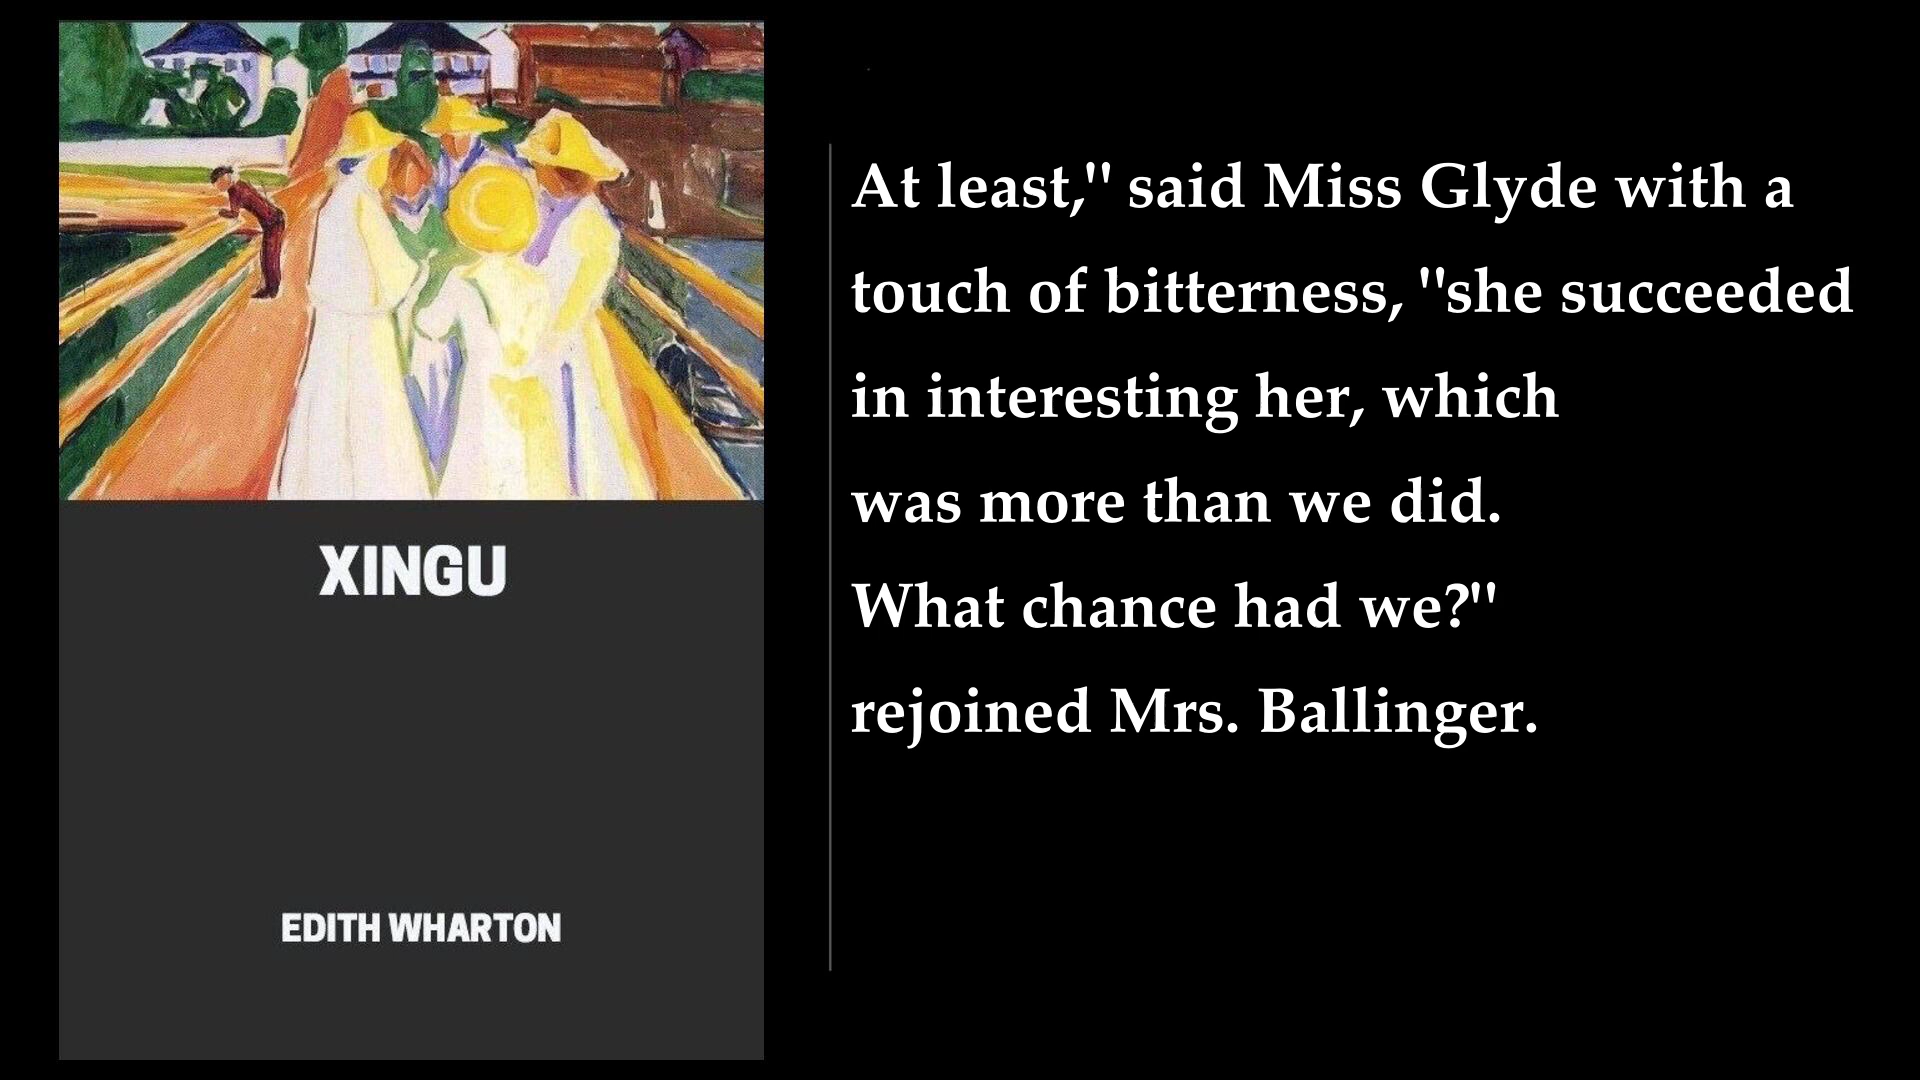 XINGU
EDITH WHARTON
At least," said Miss Glyde with a
touch of bitterness, "she succeeded
in interesting her, which
was more than we did.
What chance had we?"
rejoined Mrs. Ballinger.